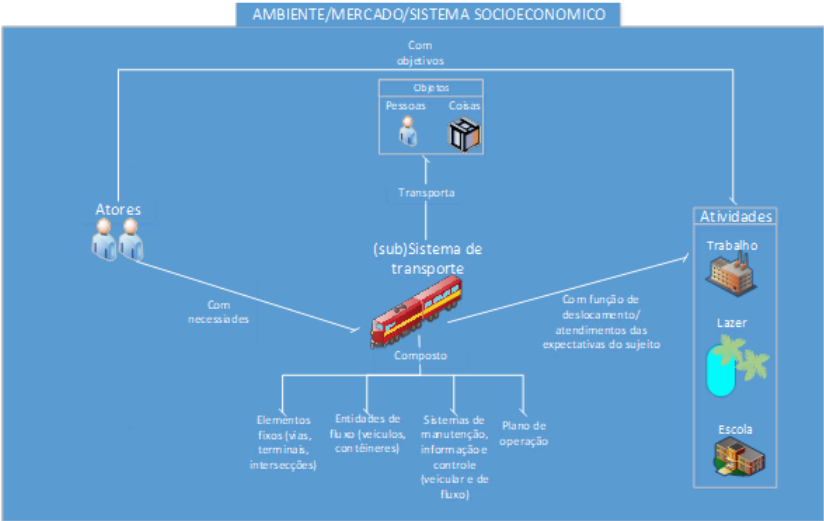 AMBIENTE/MERCADO/SISTEMA SOCIOECONOMICO
Com
objetivos
Objetos
Pessoas
Coisas
Transporta
Atores
(sub)Sistema de
transporte
Com
necessiades
Composto
Elementos
fixos (vias,
terminais,
intersecções)
Entidades de
fluxo (veiculos,
contêineres)
Sistemas de
manutenção,
informação e
controle
(veicular e de
fluxo)
Plano de
operação
Com função de
deslocamento/
atendimentos das
expectativas do sujeito
Atividades
Trabalho
Lazer
Escola